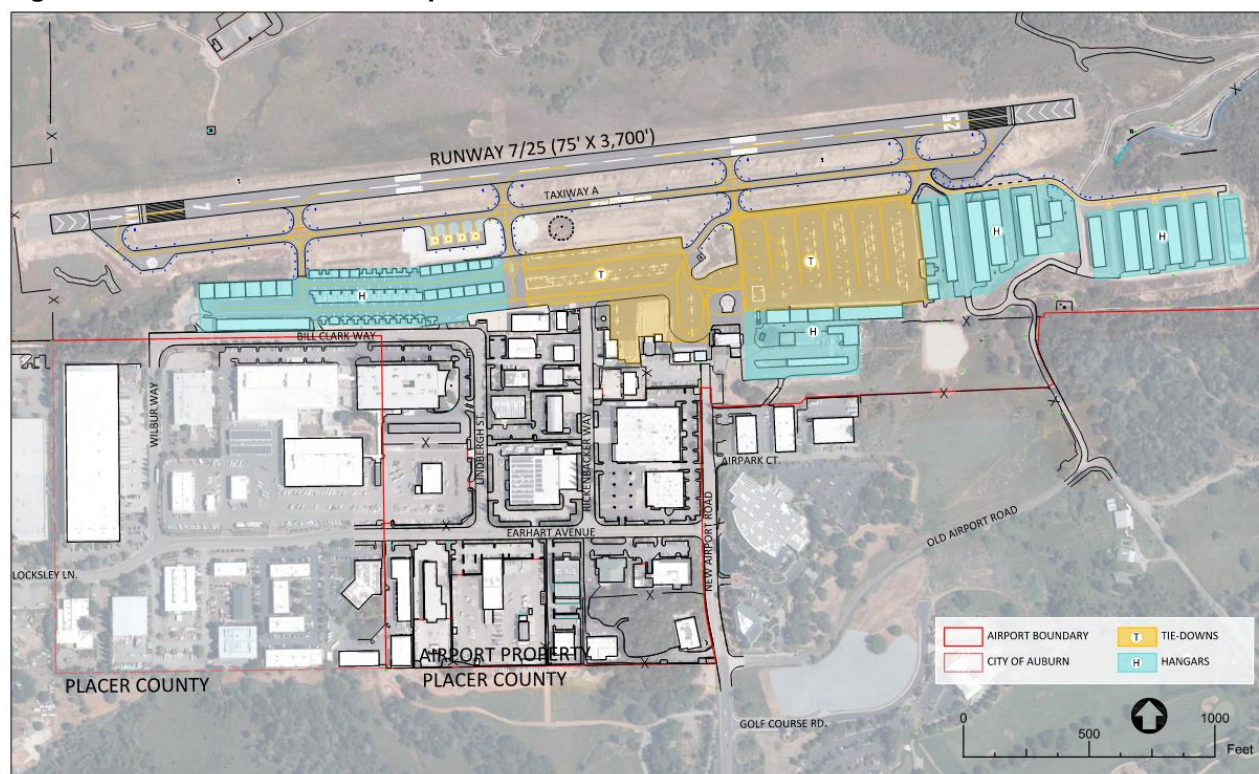 RUNWAY 7/25 (75' X 3,700')
25
TAXIWAY A
7
H
H
T
T
H
H
BILL CLARK WAY
WILBUR WAY
LINDBERGH ST.
RICKENBACKER WAY
AIRPARK CT.
NEW AIRPORT ROAD
OLD AIRPORT ROAD
EARHART AVENUE
LOCKSLEY LN.
AIRPORT BOUNDARY
T TIE-DOWNS
CITY OF AUBURN
H HANGARS
AIRPORT PROPERTY
PLACER COUNTY
PLACER COUNTY
GOLF COURSE RD.
0 500 1000
Feet